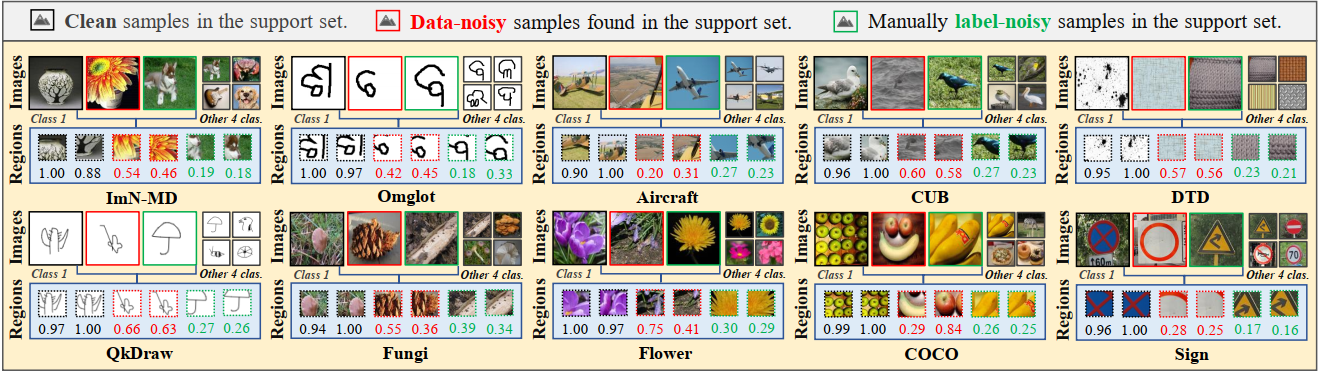 Clean samples in the support set.
Data-noisy samples found in the support set.
Manually label-noisy samples in the support set.
Images
Class 1
Other 4 clas.
Regions
1.00 0.88 0.54 0.46 0.19 0.18
ImN-MD
Images
Class 1
Other 4 clas.
Regions
1.00 0.97 0.42 0.45 0.18 0.33
Omglot
Images
Class 1
Other 4 clas.
Regions
0.90 1.00 0.20 0.31 0.27 0.23
Aircraft
Images
Class 1
Other 4 clas.
Regions
0.96 1.00 0.60 0.58 0.27 0.23
CUB
Images
Class 1
Other 4 clas.
Regions
0.95 1.00 0.57 0.56 0.23 0.21
DTD
Images
Class 1
Other 4 clas.
Regions
0.97 1.00 0.66 0.63 0.27 0.26
QkDraw
Images
Class 1
Other 4 clas.
Regions
0.94 1.00 0.55 0.36 0.39 0.34
Fungi
Images
Class 1
Other 4 clas.
Regions
1.00 0.97 0.75 0.41 0.30 0.29
Flower
Images
Class 1
Other 4 clas.
Regions
0.99 1.00 0.29 0.84 0.26 0.25
COCO
Images
160m
70
Class 1
Other 4 clas.
Regions
0.96 1.00 0.28 0.25 0.17 0.16
Sign